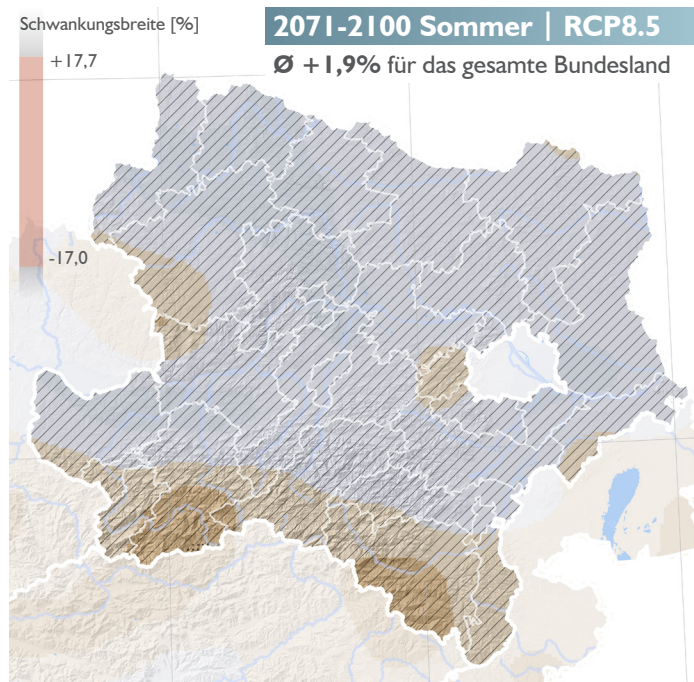 Schwankungsbreite [%]
2071-2100 Sommer | RCP8.5
+17,7
Ø +1,9% für das gesamte Bundesland
-17,0